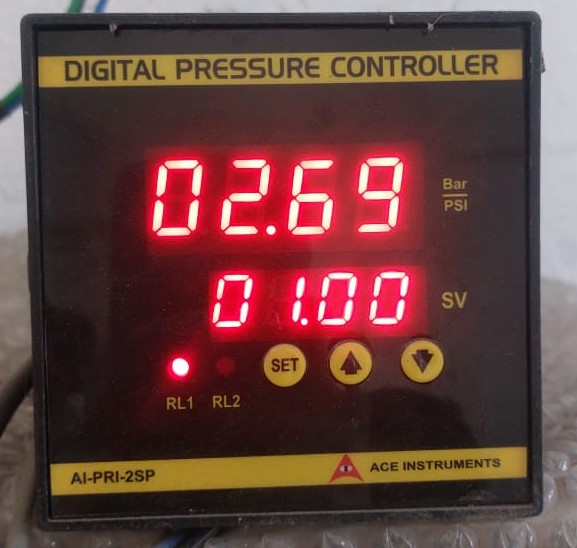 DIGITAL PRESSURE CONTROLLER
02.69
Bar
PSI
01.00 SV
SET
RL1 RL2
AI-PRI-2SP
ACE INSTRUMENTS